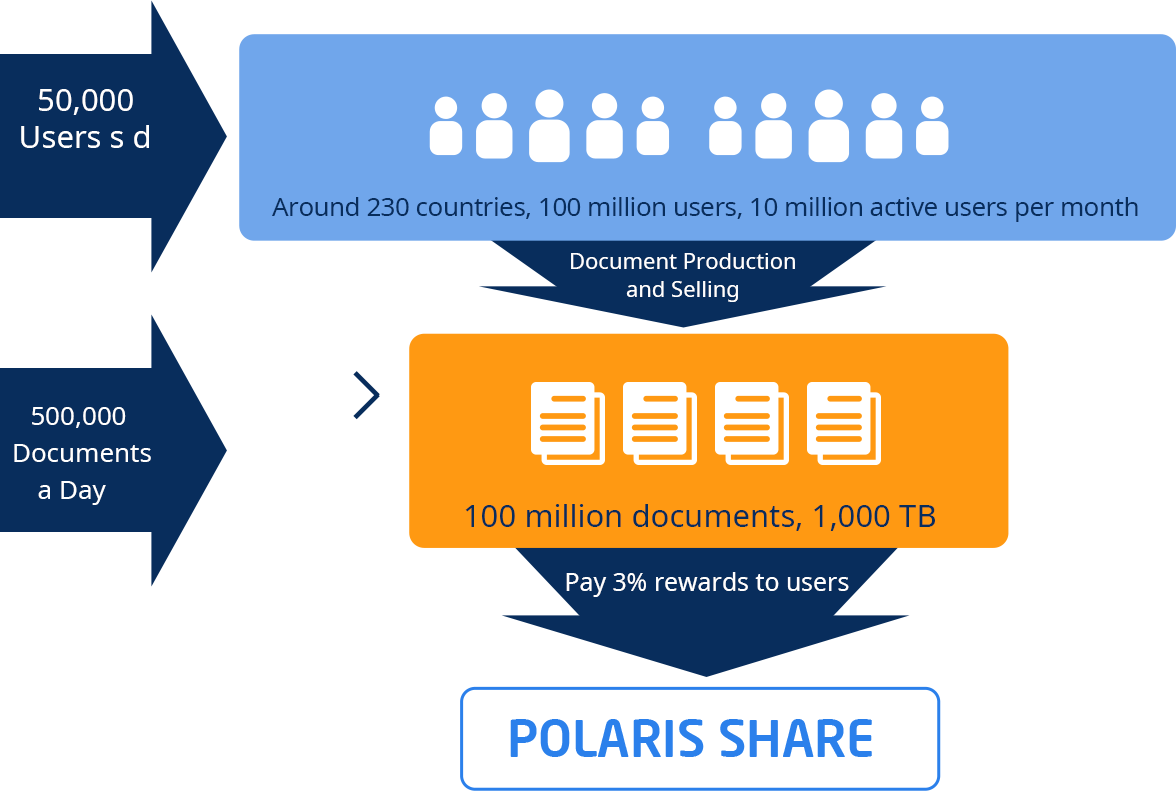 50,000
Users s d
Around 230 countries, 100 million users, 10 million active users per month
Document Production
and Selling
500,000
Documents
a Day
100 million documents, 1,000 TB
Pay 3% rewards to users
POLARIS SHARE